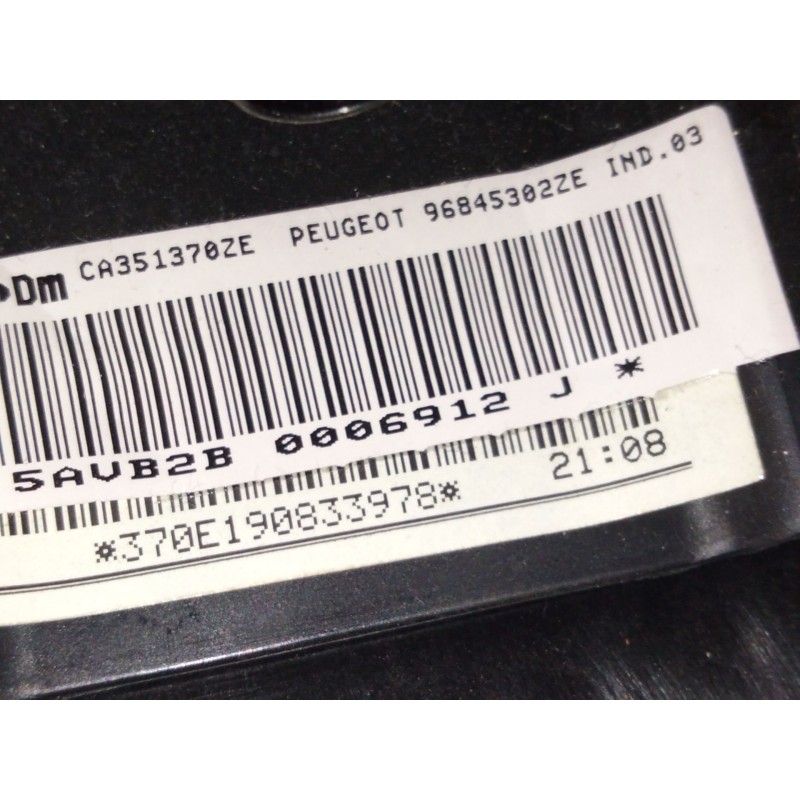 Dm CA351370ZE PEUGEOT 96845302ZE IND.03
5AVB2B 0006912 J *
21:08
*370E190833978*